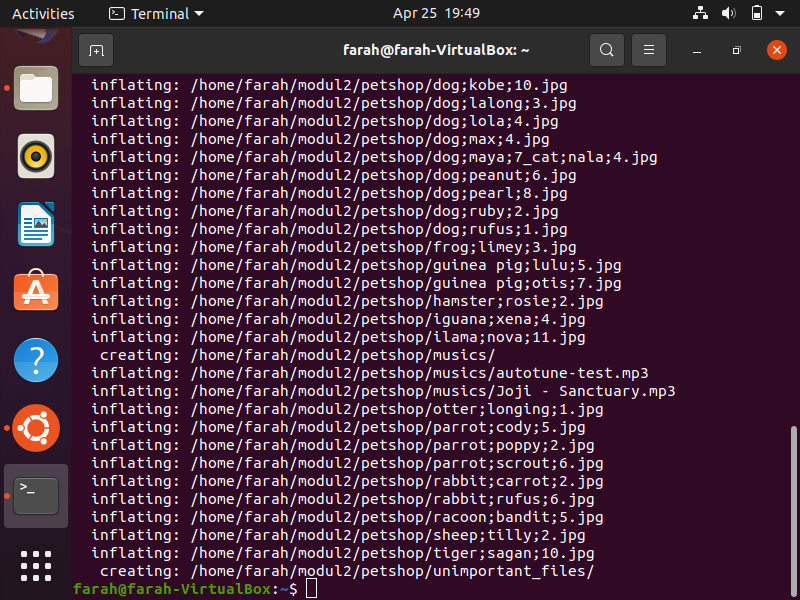 Activities Terminal Apr 25 19:49
farah@farah-VirtualBox: ~
inflating: /home/farah/modul2/petshop/dog;kobe;10.jpg
inflating: /home/farah/modul2/petshop/dog;lalong;3.jpg
inflating: /home/farah/modul2/petshop/dog;lola;4.jpg
inflating: /home/farah/modul2/petshop/dog;max;4.jpg
inflating: /home/farah/modul2/petshop/dog;maya;7_cat;nala;4.jpg
inflating: /home/farah/modul2/petshop/dog;peanut;6.jpg
inflating: /home/farah/modul2/petshop/dog;pearl;8.jpg
inflating: /home/farah/modul2/petshop/dog;ruby;2.jpg
inflating: /home/farah/modul2/petshop/dog;rufus;1.jpg
inflating: /home/farah/modul2/petshop/frog;limey;3.jpg
inflating: /home/farah/modul2/petshop/guinea pig;lulu;5.jpg
inflating: /home/farah/modul2/petshop/guinea pig;otis;7.jpg
inflating: /home/farah/modul2/petshop/hamster;rosie;2.jpg
inflating: /home/farah/modul2/petshop/iguana;xena;4.jpg
inflating: /home/farah/modul2/petshop/ilama;nova;11.jpg
creating: /home/farah/modul2/petshop/musics/
inflating: /home/farah/modul2/petshop/musics/autotune-test.mp3
inflating: /home/farah/modul2/petshop/musics/Joji - Sanctuary.mp3
inflating: /home/farah/modul2/petshop/otter;longing;1.jpg
inflating: /home/farah/modul2/petshop/parrot;cody;5.jpg
inflating: /home/farah/modul2/petshop/parrot;poppy;2.jpg
inflating: /home/farah/modul2/petshop/parrot;scrout;6.jpg
inflating: /home/farah/modul2/petshop/rabbit;carrot;2.jpg
inflating: /home/farah/modul2/petshop/rabbit;rufus;6.jpg
inflating: /home/farah/modul2/petshop/racoon;bandit;5.jpg
inflating: /home/farah/modul2/petshop/sheep;tilly;2.jpg
inflating: /home/farah/modul2/petshop/tiger;sagan;10.jpg
creating: /home/farah/modul2/petshop/unimportant_files/
farah@farah-VirtualBox:~$